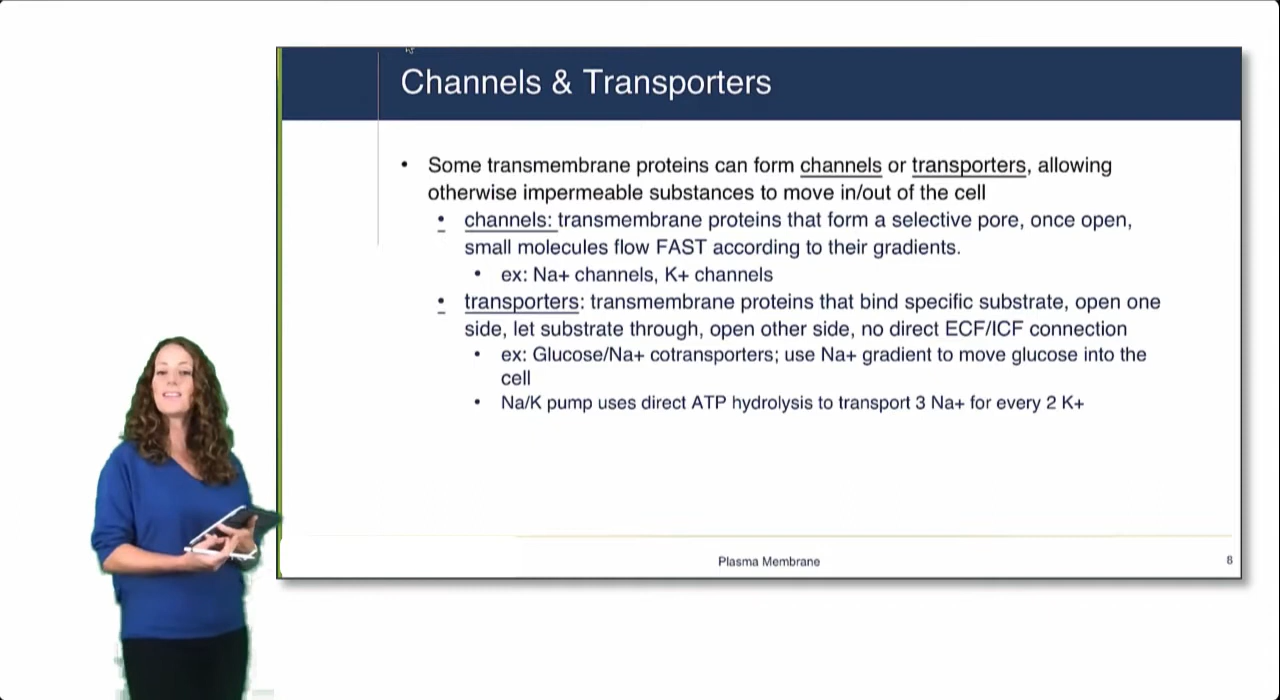 Channels & Transporters
• Some transmembrane proteins can form channels or transporters, allowing
otherwise impermeable substances to move in/out of the cell
• channels: transmembrane proteins that form a selective pore, once open,
small molecules flow FAST according to their gradients.
• ex: Na+ channels, K+ channels
• transporters: transmembrane proteins that bind specific substrate, open one
side, let substrate through, open other side, no direct ECF/ICF connection
• ex: Glucose/Na+ cotransporters; use Na+ gradient to move glucose into the
cell
• Na/K pump uses direct ATP hydrolysis to transport 3 Na+ for every 2 K+
Plasma Membrane
8